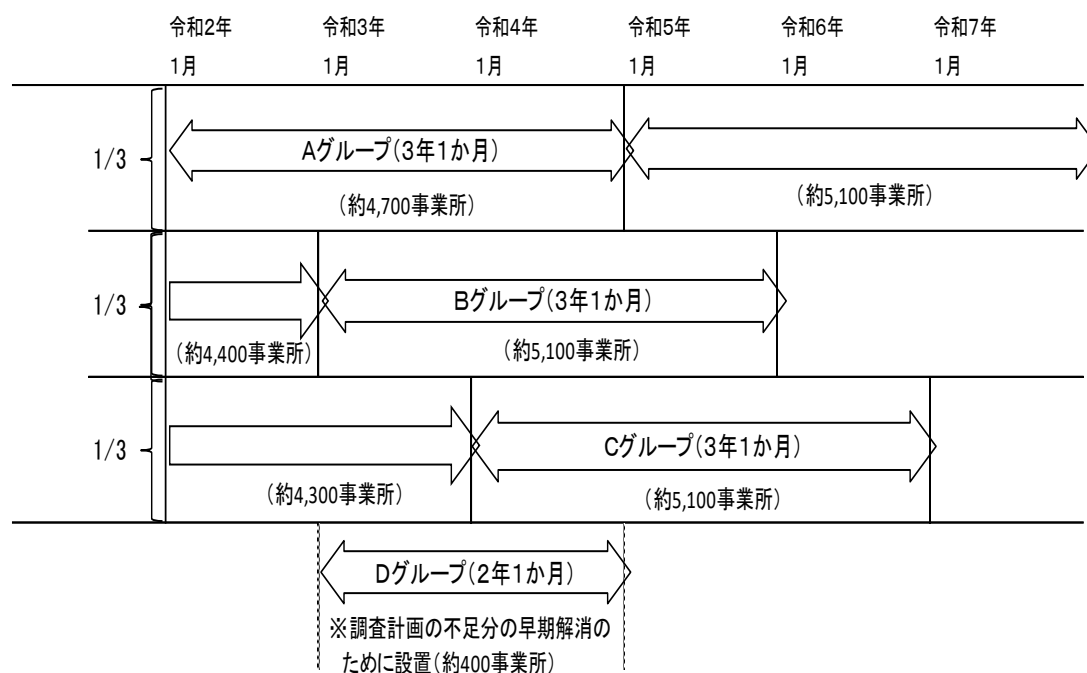 令和2年 令和3年 令和4年 令和5年 令和6年 令和7年
1月 1月 1月 1月 1月 1月
1/3
Aグループ(3年1か月)
(約4,700事業所) (約5,100事業所)
1/3
Bグループ(3年1か月)
(約4,400事業所) (約5,100事業所)
1/3
Cグループ(3年1か月)
(約4,300事業所) (約5,100事業所)
Dグループ(2年1か月)
※調査計画の不足分の早期解消の
ために設置(約400事業所)